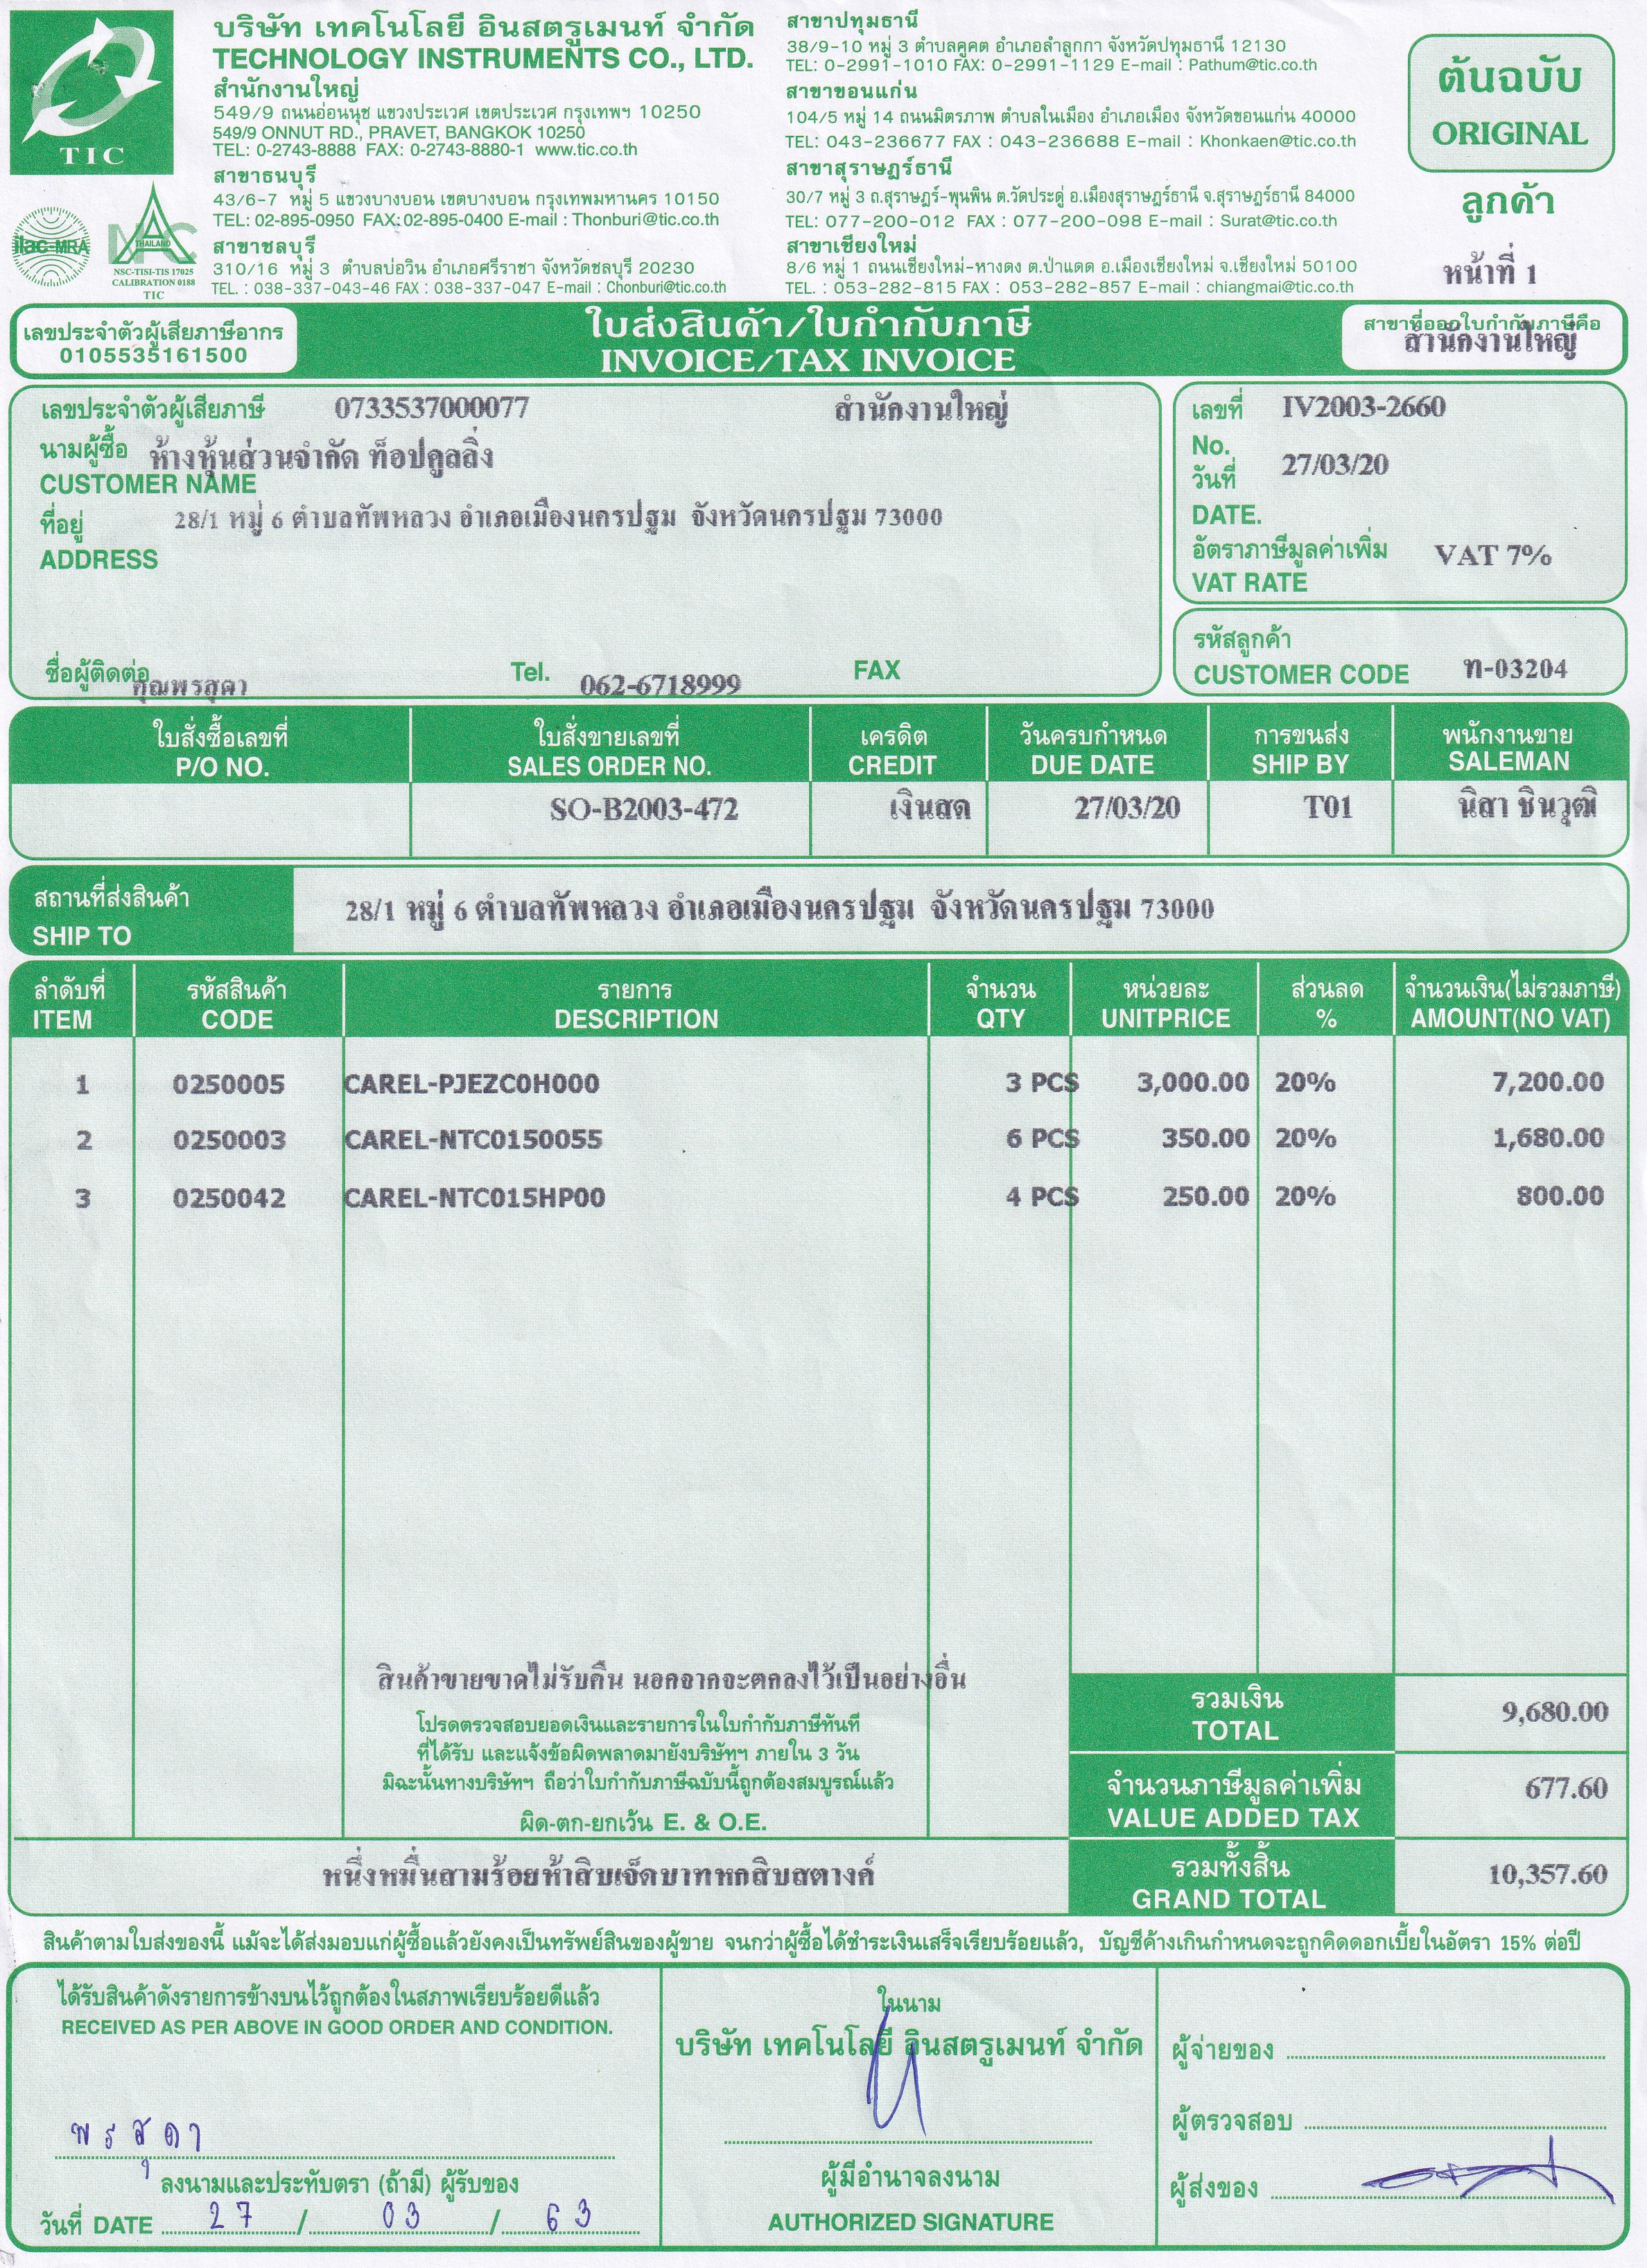 TIC
ilac-MRA
NAC
THAILAND
NSC-TISI-TIS 17025
CALIBRATION 0188
TIC
บริษัท เทคโนโลยี อินสตรูเมนท์ จำกัด
TECHNOLOGY INSTRUMENTS CO., LTD.
สำนักงานใหญ่
549/9 ถนนอ่อนนุช แขวงประเวศ เขตประเวศ กรุงเทพฯ 10250
549/9 ONNUT RD., PRAVET, BANGKOK 10250
TEL: 0-2743-8888 FAX: 0-2743-8880-1 www.tic.co.th
สาขาธนบุรี
43/6-7 หมู่ 5 แขวงบางบอน เขตบางบอน กรุงเทพมหานคร 10150
TEL: 02-895-0950 FAX: 02-895-0400 E-mail : Thonburi@tic.co.th
สาขาชลบุรี
310/16 หมู่ 3 ตำบลบ่อวิน อำเภอศรีราชา จังหวัดชลบุรี 20230
TEL. : 038-337-043-46 FAX : 038-337-047 E-mail : Chonburi@tic.co.th
สาขาปทุมธานี
38/9-10 หมู่ 3 ตำบลคูคต อำเภอลำลูกกา จังหวัดปทุมธานี 12130
TEL: 0-2991-1010 FAX: 0-2991-1129 E-mail : Pathum@tic.co.th
สาขาขอนแก่น
104/5 หมู่ 14 ถนนมิตรภาพ ตำบลในเมือง อำเภอเมือง จังหวัดขอนแก่น 40000
TEL: 043-236677 FAX : 043-236688 E-mail : Khonkaen@tic.co.th
สาขาสุราษฎร์ธานี
30/7 หมู่ 3 ถ.สุราษฎร์-พุนพิน ต.วัดประดู่ อ.เมืองสุราษฎร์ธานี จ.สุราษฎร์ธานี 84000
TEL: 077-200-012 FAX : 077-200-098 E-mail : Surat@tic.co.th
สาขาเชียงใหม่
8/6 หมู่ 1 ถนนเชียงใหม่-หางดง ต.ป่าแดด อ.เมืองเชียงใหม่ จ.เชียงใหม่ 50100
TEL. : 053-282-815 FAX : 053-282-857 E-mail : chiangmai@tic.co.th
ต้นฉบับ
ORIGINAL
ลูกค้า
หน้าที่ 1
เลขประจำตัวผู้เสียภาษีอากร
0105535161500
ใบส่งสินค้า/ใบกำกับภาษี
INVOICE/TAX INVOICE
สาขาที่ออกใบกำกับภาษีคือ
สำนักงานใหญ่
เลขประจำตัวผู้เสียภาษี 0733537000077 สำนักงานใหญ่
นามผู้ซื้อ ห้างหุ้นส่วนจำกัด ท็อปคูลลิ่ง
CUSTOMER NAME
ที่อยู่ 28/1 หมู่ 6 ตำบลทัพหลวง อำเภอเมืองนครปฐม จังหวัดนครปฐม 73000
ADDRESS
ชื่อผู้ติดต่อ คุณพรสุดา Tel. 062-6718999 FAX
เลขที่ IV2003-2660
No.
วันที่ 27/03/20
DATE.
อัตราภาษีมูลค่าเพิ่ม VAT 7%
VAT RATE
รหัสลูกค้า
CUSTOMER CODE ท-03204
ใบสั่งซื้อเลขที่ ใบสั่งขายเลขที่ เครดิต วันครบกำหนด การขนส่ง พนักงานขาย
P/O NO. SALES ORDER NO. CREDIT DUE DATE SHIP BY SALEMAN
SO-B2003-472 เงินสด 27/03/20 T01 นิสา ชินวุฒิ
สถานที่ส่งสินค้า
SHIP TO
28/1 หมู่ 6 ตำบลทัพหลวง อำเภอเมืองนครปฐม จังหวัดนครปฐม 73000
ลำดับที่ รหัสสินค้า รายการ จำนวน หน่วยละ ส่วนลด จำนวนเงิน(ไม่รวมภาษี)
ITEM CODE DESCRIPTION QTY UNITPRICE % AMOUNT(NO VAT)
1 0250005 CAREL-PJEZC0H000 3 PCS 3,000.00 20% 7,200.00
2 0250003 CAREL-NTC0150055 6 PCS 350.00 20% 1,680.00
3 0250042 CAREL-NTC015HP00 4 PCS 250.00 20% 800.00
สินค้าขายขาดไม่รับคืน นอกจากจะตกลงไว้เป็นอย่างอื่น
โปรดตรวจสอบยอดเงินและรายการในใบกำกับภาษีทันที
ที่ได้รับ และแจ้งข้อผิดพลาดมายังบริษัทฯ ภายใน 3 วัน
มิฉะนั้นทางบริษัทฯ ถือว่าใบกำกับภาษีฉบับนี้ถูกต้องสมบูรณ์แล้ว
ผิด-ตก-ยกเว้น E. & O.E.
รวมเงิน
TOTAL 9,680.00
จำนวนภาษีมูลค่าเพิ่ม
VALUE ADDED TAX 677.60
หนึ่งหมื่นสามร้อยห้าสิบเจ็ดบาทหกสิบสตางค์
รวมทั้งสิ้น
GRAND TOTAL 10,357.60
สินค้าตามใบส่งของนี้ แม้จะได้ส่งมอบแก่ผู้ซื้อแล้วยังคงเป็นทรัพย์สินของผู้ขาย จนกว่าผู้ซื้อได้ชำระเงินเสร็จเรียบร้อยแล้ว, บัญชีค้างเกินกำหนดจะถูกคิดดอกเบี้ยในอัตรา 15% ต่อปี
ได้รับสินค้าดังรายการข้างบนไว้ถูกต้องในสภาพเรียบร้อยดีแล้ว
RECEIVED AS PER ABOVE IN GOOD ORDER AND CONDITION.
พรสุดา
ลงนามและประทับตรา (ถ้ามี) ผู้รับของ
วันที่ DATE 27 / 03 / 63
ในนาม
บริษัท เทคโนโลยี อินสตรูเมนท์ จำกัด
ผู้มีอำนาจลงนาม
AUTHORIZED SIGNATURE
ผู้จ่ายของ
ผู้ตรวจสอบ
ผู้ส่งของ